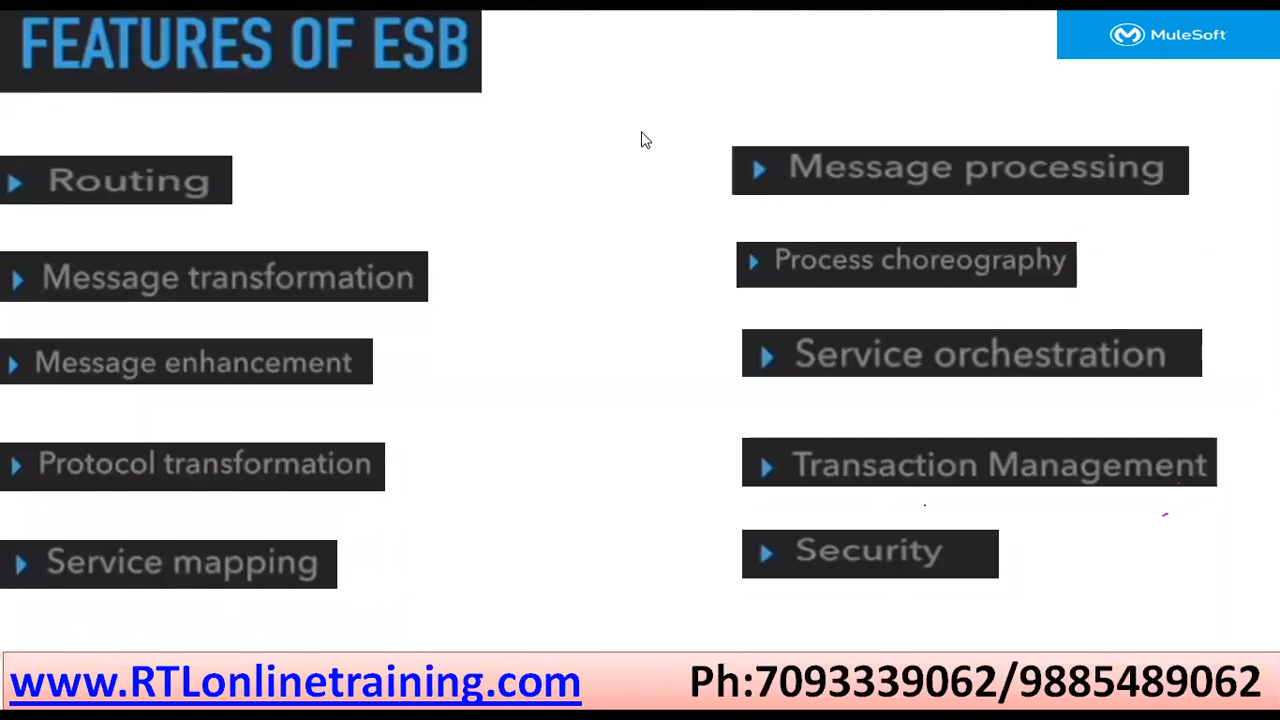 FEATURES OF ESB
MuleSoft
Routing
Message transformation
Message enhancement
Protocol transformation
Service mapping
Message processing
Process choreography
Service orchestration
Transaction Management
Security
www.RTLonlinetraining.com
Ph:7093339062/9885489062